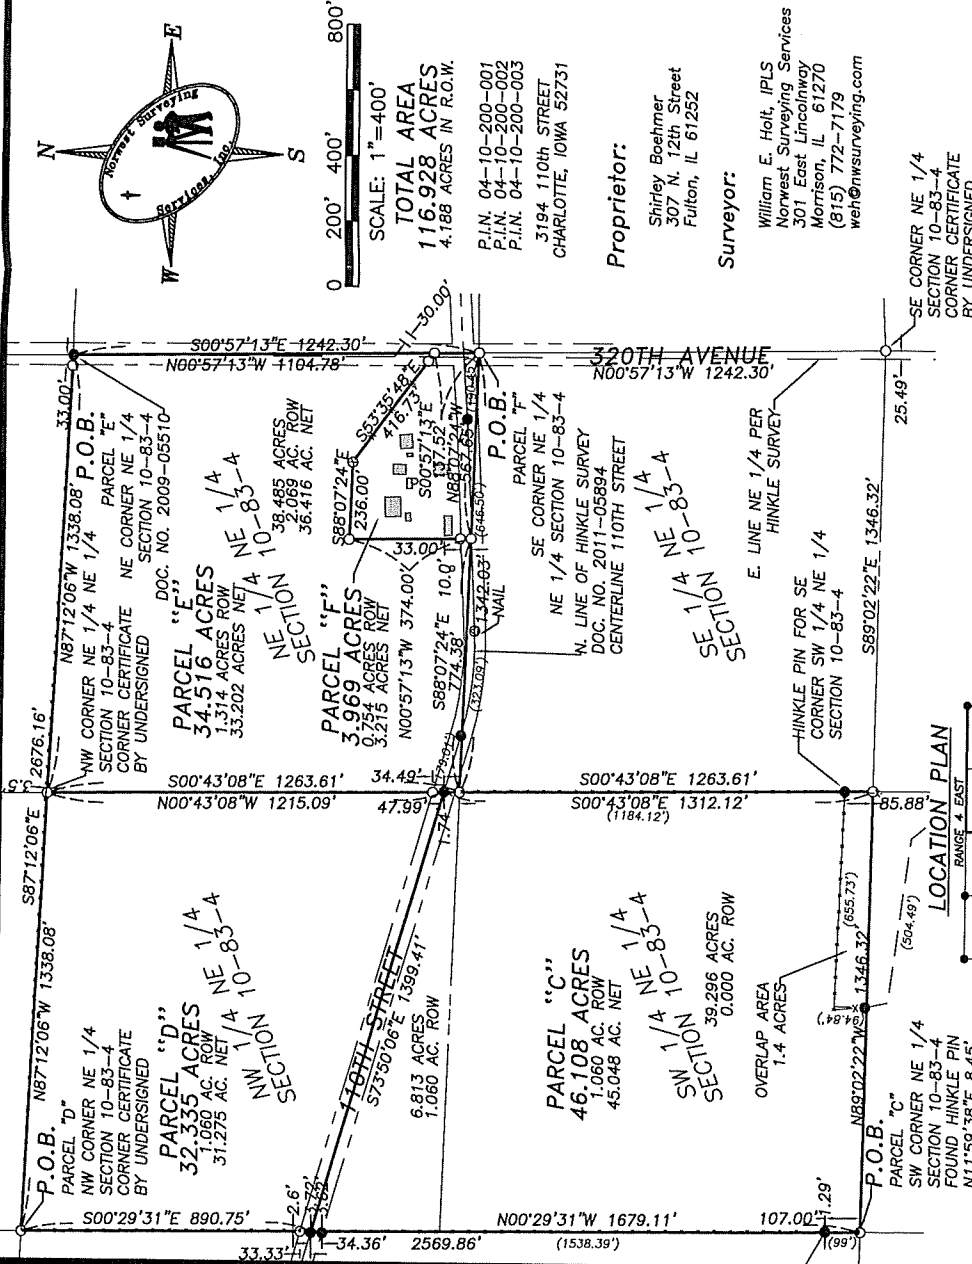 N
E
S
W
Norwest Surveying
Services, Inc.
0 200' 400' 800'
SCALE: 1"=400'
TOTAL AREA
116.928 ACRES
4.188 ACRES IN R.O.W.
P.I.N. 04-10-200-001
P.I.N. 04-10-200-002
P.I.N. 04-10-200-003
3194 110th STREET
CHARLOTTE, IOWA 52731
Proprietor:
Shirley Boehmer
307 N. 12th Street
Fulton, IL 61252
Surveyor:
William E. Holt, IPLS
Norwest Surveying Services
301 East Lincolnway
Morrison, IL 61270
(815) 772-7179
weh@nwsurveying.com
SE CORNER NE 1/4
SECTION 10-83-4
CORNER CERTIFICATE
BY UNDERSIGNED
S00°57'13"E 1242.30'
N00°57'13"W 1104.78'
30.00'
320TH AVENUE
N00°57'13"W 1242.30'
25.49'
33.00'
P.O.B.
PARCEL "E"
NE CORNER NE 1/4
SECTION 10-83-4
DOC. NO. 2009-05510
N87°12'06"W 1338.08'
NW CORNER NE 1/4 NE 1/4
SECTION 10-83-4
CORNER CERTIFICATE
BY UNDERSIGNED
2676.16'
38.485 ACRES
2.069 AC. ROW
36.416 AC. NET
NE 1/4 NE 1/4
SECTION 10-83-4
PARCEL "E"
34.516 ACRES
1.314 ACRES ROW
33.202 ACRES NET
S53°35'48"E
416.73'
S88°07'24"E
236.00'
S00°57'13"E
137.52'
N88°07'24"W
567.65'
33.00'
PARCEL "F"
3.969 ACRES
0.754 ACRES ROW
3.215 ACRES NET
N00°57'13"W 374.00'
S88°07'24"E
774.38'
10.0'
(646.50')
1342.03'
NAIL
(323.09')
P.O.B.
PARCEL "F"
SE CORNER NE 1/4
NE 1/4 SECTION 10-83-4
N. LINE OF HINKLE SURVEY
DOC. NO. 2011-05894
CENTERLINE 110TH STREET
E. LINE NE 1/4 PER
HINKLE SURVEY
SE 1/4 NE 1/4
SECTION 10-83-4
S89°02'22"E 1346.32'
HINKLE PIN FOR SE
CORNER SW 1/4 NE 1/4
SECTION 10-83-4
S00°43'08"E 1263.61'
N00°43'08"W 1215.09'
34.49'
47.99'
1.74'
S00°43'08"E 1263.61'
S00°43'08"E 1312.12'
(1184.12')
85.88'
S87°12'06"E
N87°12'06"W 1338.08'
P.O.B.
PARCEL "D"
NW CORNER NE 1/4
SECTION 10-83-4
CORNER CERTIFICATE
BY UNDERSIGNED
PARCEL "D"
32.335 ACRES
1.060 AC. ROW
31.275 AC. NET
NW 1/4 NE 1/4
SECTION 10-83-4
110TH STREET
S73°50'06"E 1399.41'
6.813 ACRES
1.060 AC. ROW
PARCEL "C"
46.108 ACRES
1.060 AC. ROW
45.048 AC. NET
SW 1/4 NE 1/4
SECTION 10-83-4
39.296 ACRES
0.000 AC. ROW
OVERLAP AREA
1.4 ACRES
(655.73')
(94.84')
(504.49')
N89°02'22"W 1346.32'
P.O.B.
PARCEL "C"
SW CORNER NE 1/4
SECTION 10-83-4
FOUND HINKLE PIN
N11°59'38"E 8.45'
S00°29'31"E 890.75'
2.6'
33.33'
34.36'
2569.86'
N00°29'31"W 1679.11'
(1538.39')
107.00'
1.29'
(99')
LOCATION PLAN
RANGE 4 EAST